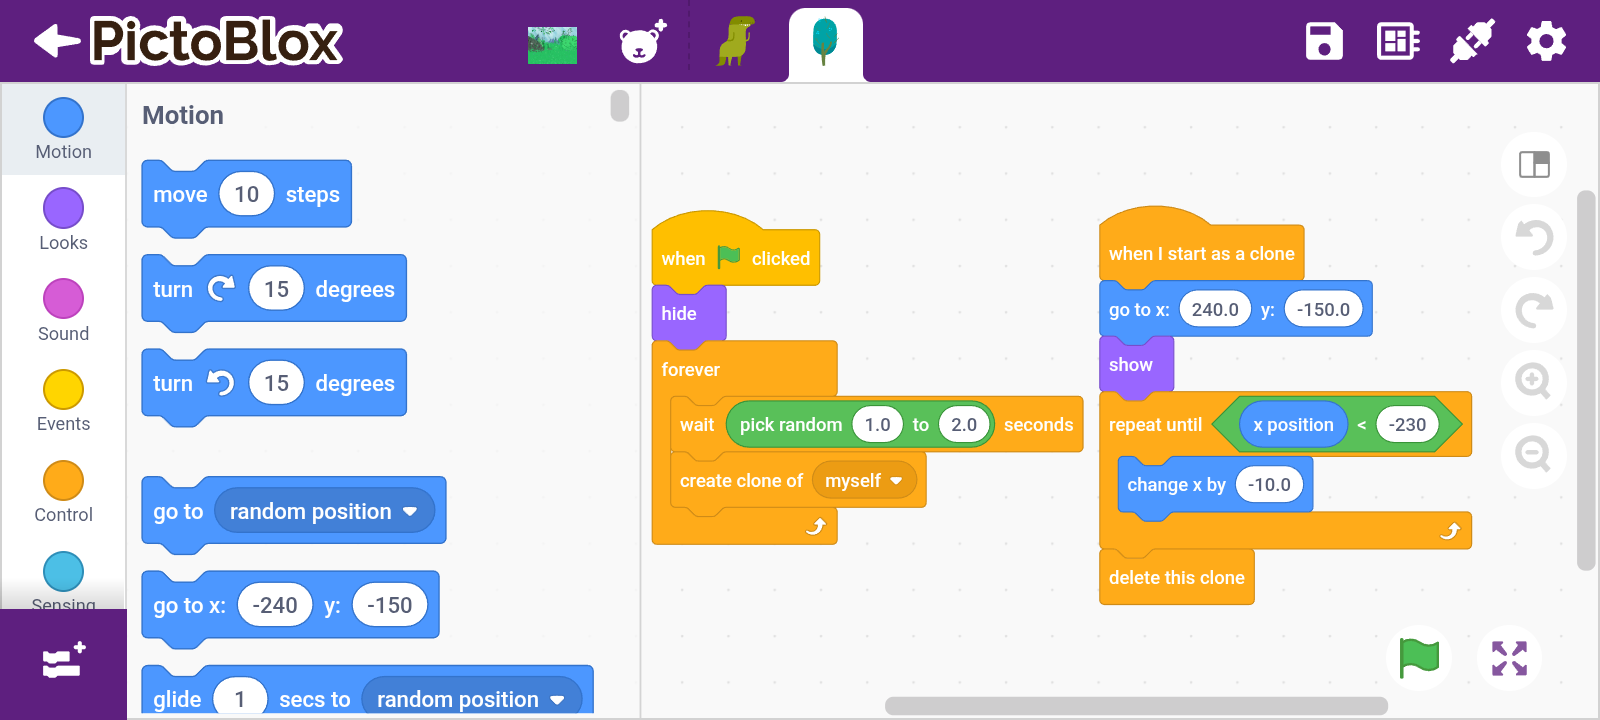 PictoBlox
Motion
Looks
Sound
Events
Control
Sensing
Motion
move 10 steps
turn 15 degrees
turn 15 degrees
go to random position
go to x: -240 y: -150
glide 1 secs to random position
when clicked
hide
forever
wait pick random 1.0 to 2.0 seconds
create clone of myself
when I start as a clone
go to x: 240.0 y: -150.0
show
repeat until x position < -230
change x by -10.0
delete this clone